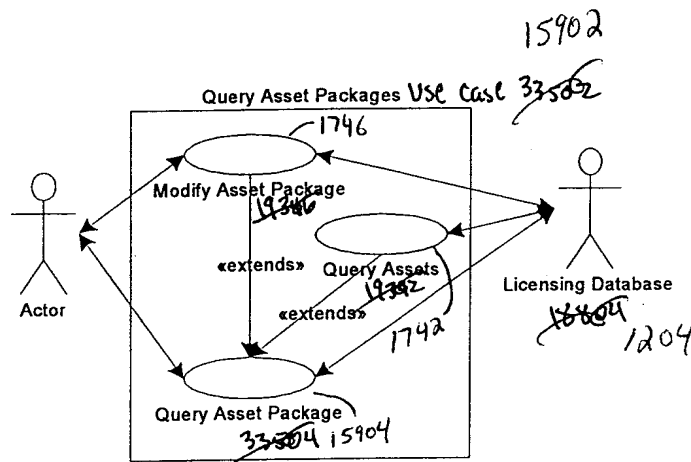 15902
Query Asset Packages use case 33502
1746
Modify Asset Package
19346
«extends»
Query Assets
19342
«extends»
1742
Actor
Licensing Database
18804
1204
Query Asset Package
33504 15904